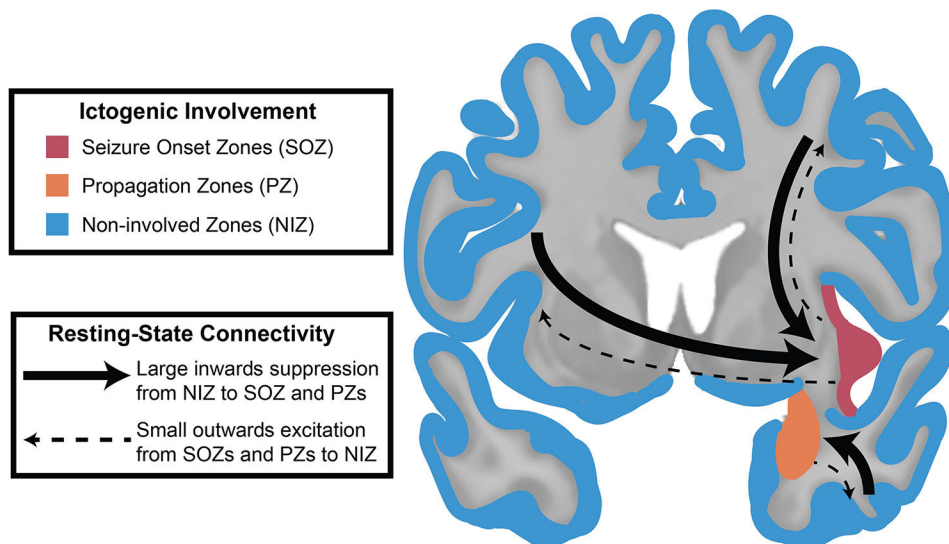 Ictogenic Involvement
Seizure Onset Zones (SOZ)
Propagation Zones (PZ)
Non-involved Zones (NIZ)
Resting-State Connectivity
Large inwards suppression
from NIZ to SOZ and PZs
Small outwards excitation
from SOZs and PZs to NIZ